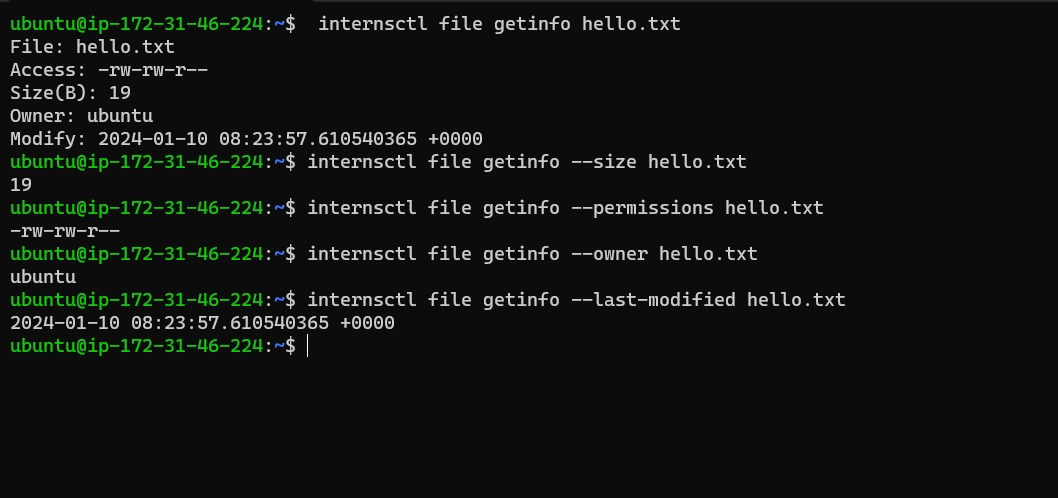 ubuntu@ip-172-31-46-224:~$  internsctl file getinfo hello.txt
File: hello.txt
Access: -rw-rw-r--
Size(B): 19
Owner: ubuntu
Modify: 2024-01-10 08:23:57.610540365 +0000
ubuntu@ip-172-31-46-224:~$ internsctl file getinfo --size hello.txt
19
ubuntu@ip-172-31-46-224:~$ internsctl file getinfo --permissions hello.txt
-rw-rw-r--
ubuntu@ip-172-31-46-224:~$ internsctl file getinfo --owner hello.txt
ubuntu
ubuntu@ip-172-31-46-224:~$ internsctl file getinfo --last-modified hello.txt
2024-01-10 08:23:57.610540365 +0000
ubuntu@ip-172-31-46-224:~$